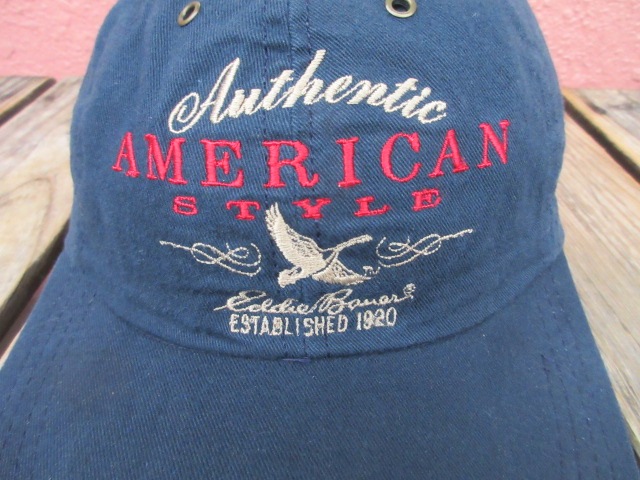 Authentic
AMERICAN
STYLE
Eddie Bauer®
ESTABLISHED 1920